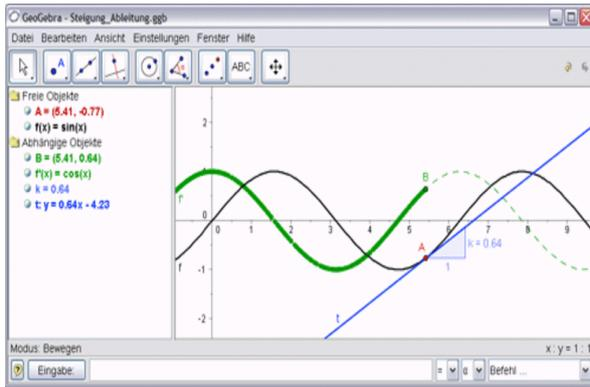 GeoGebra - Steigung_Ableitung.ggb
Datei Bearbeiten Ansicht Einstellungen Fenster Hilfe
A ABC
Freie Objekte
A = (5.41, -0.77)
f(x) = sin(x)
Abhängige Objekte
B = (5.41, 0.64)
f'(x) = cos(x)
k = 0.64
t: y = 0.64x - 4.23
2
1
B
f'
0
0 1 2 3 4 5 6 7 8 9
A
k = 0.64
1
f
-1
t
-2
Modus: Bewegen
x : y = 1 : 1
Eingabe:
= α Befehl ...